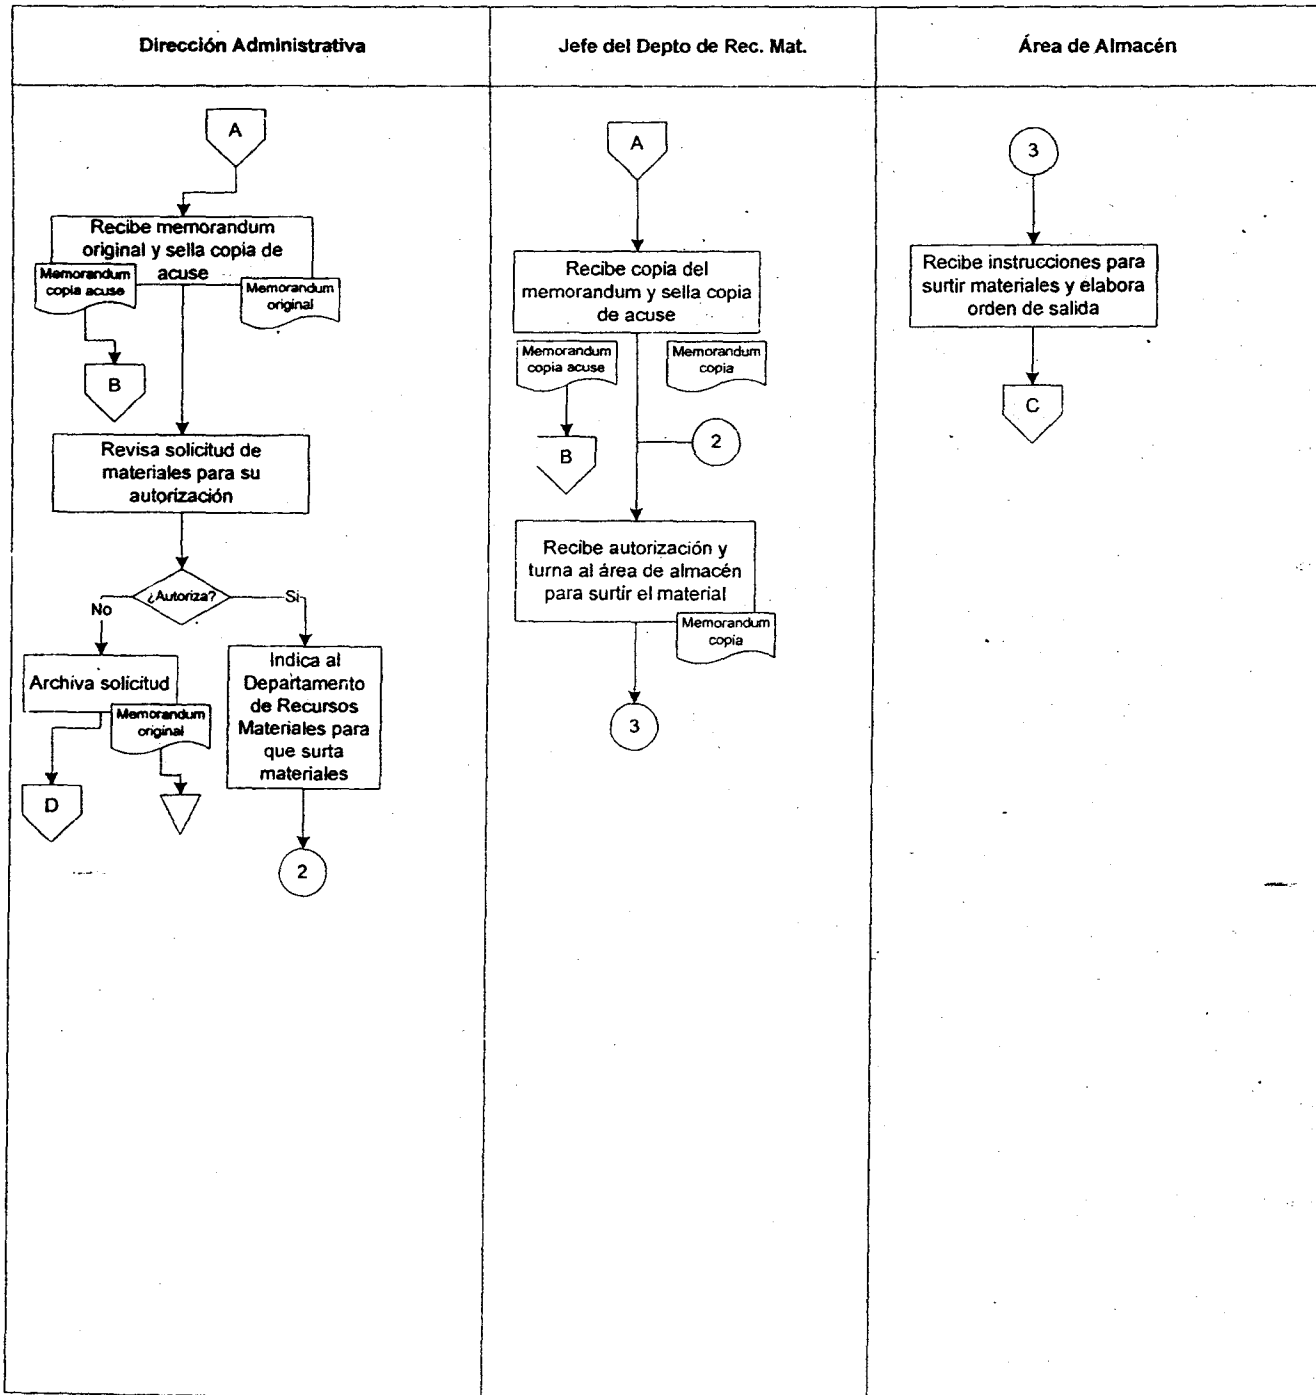 Dirección Administrativa
Jefe del Depto de Rec. Mat.
Área de Almacén
A
Recibe memorandum
original y sella copia de
acuse
Memorandum
copia acuse
Memorandum
original
B
Revisa solicitud de
materiales para su
autorización
¿Autoriza?
No
Si
Archiva solicitud
Memorandum
original
D
Indica al
Departamento
de Recursos
Materiales para
que surta
materiales
2
A
Recibe copia del
memorandum y sella copia
de acuse
Memorandum
copia acuse
Memorandum
copia
B
2
Recibe autorización y
turna al área de almacén
para surtir el material
Memorandum
copia
3
3
Recibe instrucciones para
surtir materiales y elabora
orden de salida
C